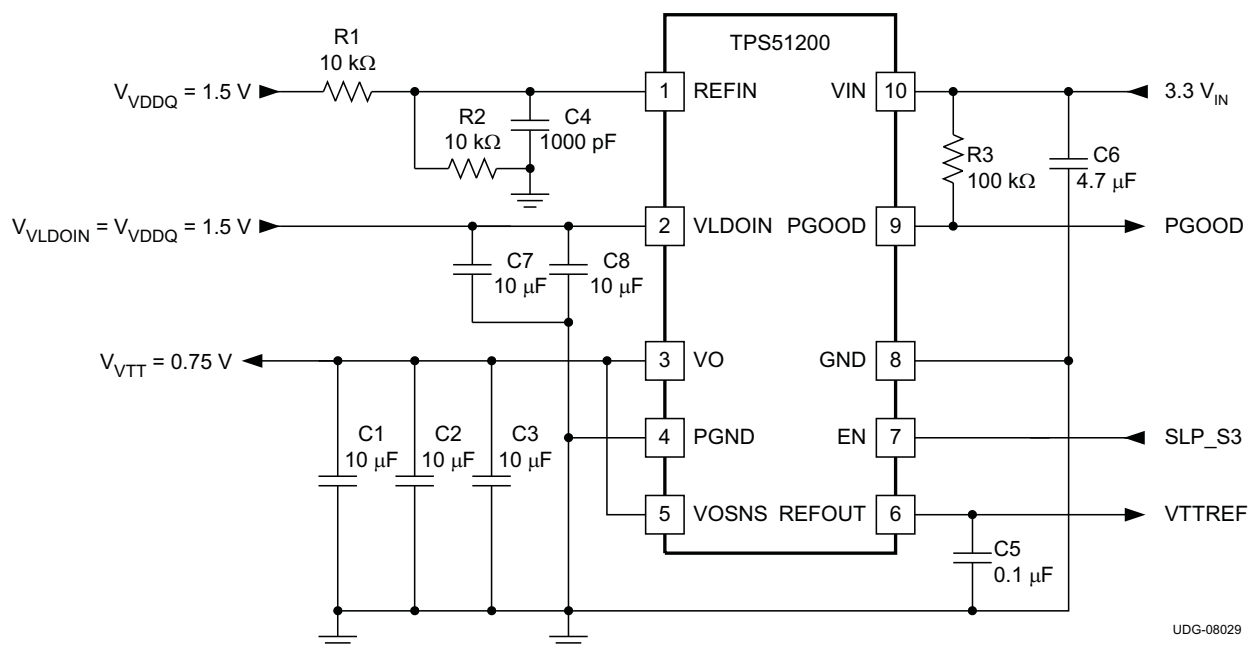 TPS51200
R1
10 kΩ
V_VDDQ = 1.5 V
1
REFIN
VIN
10
3.3 V_IN
R2
10 kΩ
C4
1000 pF
R3
100 kΩ
C6
4.7 μF
V_VLDOIN = V_VDDQ = 1.5 V
2
VLDOIN
PGOOD
9
PGOOD
C7
10 μF
C8
10 μF
V_VTT = 0.75 V
3
VO
GND
8
C1
10 μF
C2
10 μF
C3
10 μF
4
PGND
EN
7
SLP_S3
5
VOSNS
REFOUT
6
VTTREF
C5
0.1 μF
UDG-08029